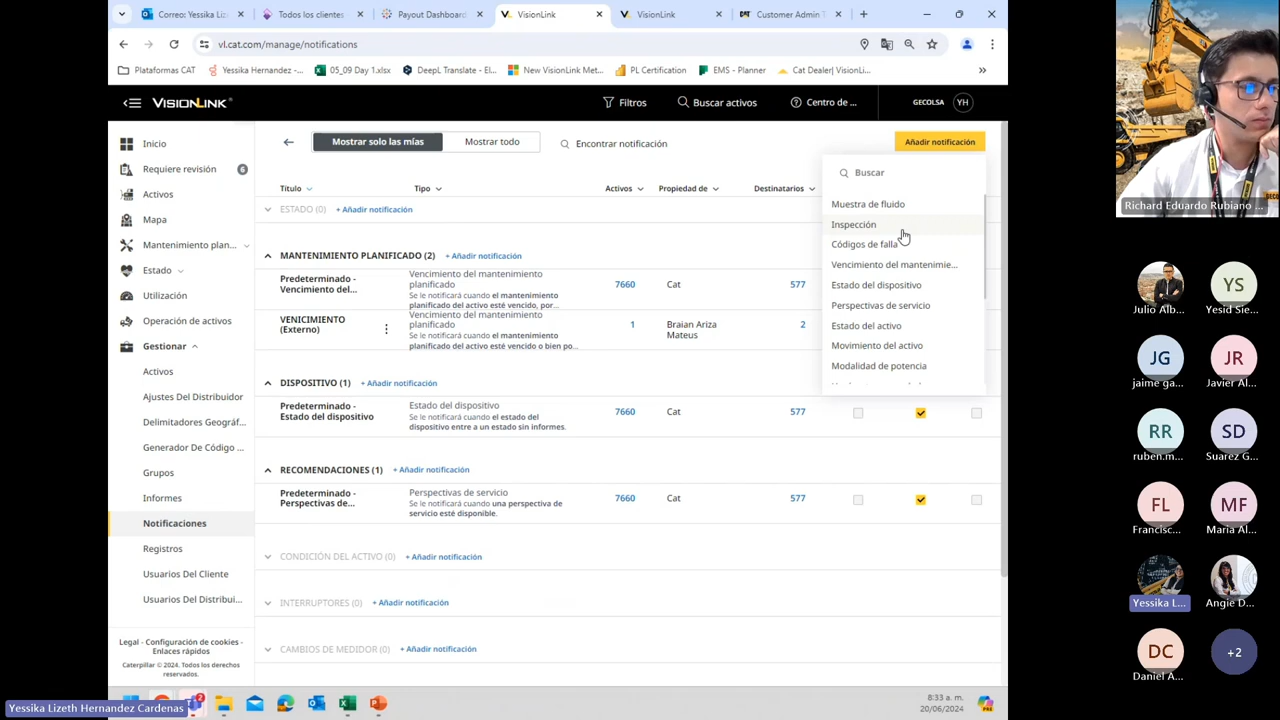 Correo: Yessika Liz
Todos los clientes
Payout Dashboard
VisionLink
VisionLink
Customer Admin T
vl.cat.com/manage/notifications
Plataformas CAT
Yessika Hernandez -...
05_09 Day 1.xlsx
DeepL Translate - El...
New VisionLink Met...
PL Certification
EMS - Planner
Cat Dealer| VisionLi...
VISIONLINK
Filtros
Buscar activos
Centro de ...
GECOLSA
YH
Inicio
Requiere revisión
6
Activos
Mapa
Mantenimiento plan...
Estado
Utilización
Operación de activos
Gestionar
Activos
Ajustes Del Distribuidor
Delimitadores Geográf...
Generador De Código ...
Grupos
Informes
Notificaciones
Registros
Usuarios Del Cliente
Usuarios Del Distribui...
Legal - Configuración de cookies -
Enlaces rápidos
Caterpillar © 2024. Todos los derechos
reservados.
Mostrar solo las mías
Mostrar todo
Encontrar notificación
Añadir notificación
Título
Tipo
Activos
Propiedad de
Destinatarios
ESTADO (0)
+ Añadir notificación
MANTENIMIENTO PLANIFICADO (2)
+ Añadir notificación
Predeterminado -
Vencimiento del...
Vencimiento del mantenimiento
planificado
Se le notificará cuando el mantenimiento
planificado del activo esté vencido, por...
7660
Cat
577
VENICIMIENTO
(Externo)
Vencimiento del mantenimiento
planificado
Se le notificará cuando el mantenimiento
planificado del activo esté vencido o bien po...
1
Braian Ariza
Mateus
2
DISPOSITIVO (1)
+ Añadir notificación
Predeterminado -
Estado del dispositivo
Estado del dispositivo
Se le notificará cuando el estado del
dispositivo entre a un estado sin informes.
7660
Cat
577
RECOMENDACIONES (1)
+ Añadir notificación
Predeterminado -
Perspectivas de...
Perspectivas de servicio
Se le notificará cuando una perspectiva de
servicio esté disponible.
7660
Cat
577
CONDICIÓN DEL ACTIVO (0)
+ Añadir notificación
INTERRUPTORES (0)
+ Añadir notificación
CAMBIOS DE MEDIDOR (0)
+ Añadir notificación
Buscar
Muestra de fluido
Inspección
Códigos de falla
Vencimiento del mantenimie...
Estado del dispositivo
Perspectivas de servicio
Estado del activo
Movimiento del activo
Modalidad de potencia
8:33 a. m.
20/06/2024
Yessika Lizeth Hernandez Cardenas
Richard Eduardo Rubiano ...
Julio Alb...
YS
Yesid Sie...
JG
jaime ga...
JR
Javier Al...
RR
ruben.m...
SD
Suarez G...
FL
Francisc...
MF
Maria Al...
Yessika L...
Angie D...
DC
Daniel A...
+2